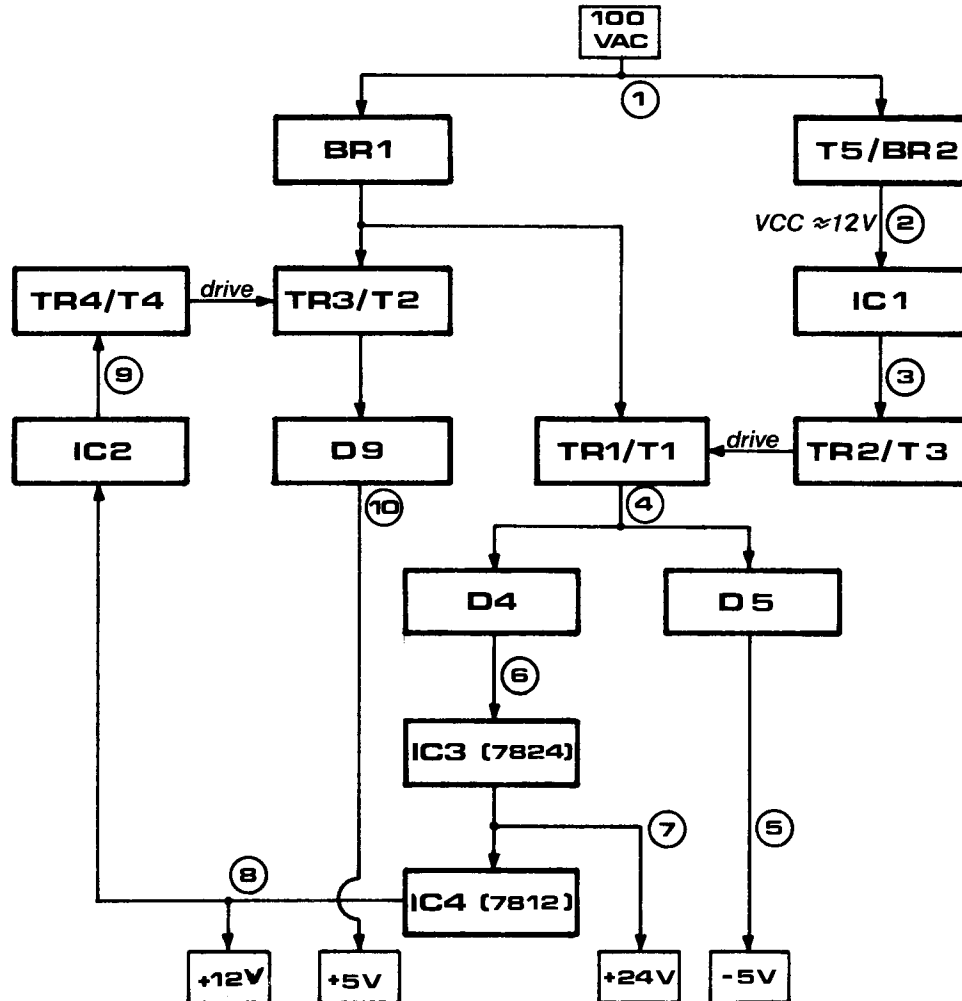 100
VAC
1
BR1
T5/BR2
VCC ≈12V
2
TR4/T4
drive
TR3/T2
IC1
9
3
IC2
D9
TR1/T1
drive
TR2/T3
10
4
D4
D5
6
IC3 (7824)
7
5
8
IC4 (7812)
+12V
+5V
+24V
-5V